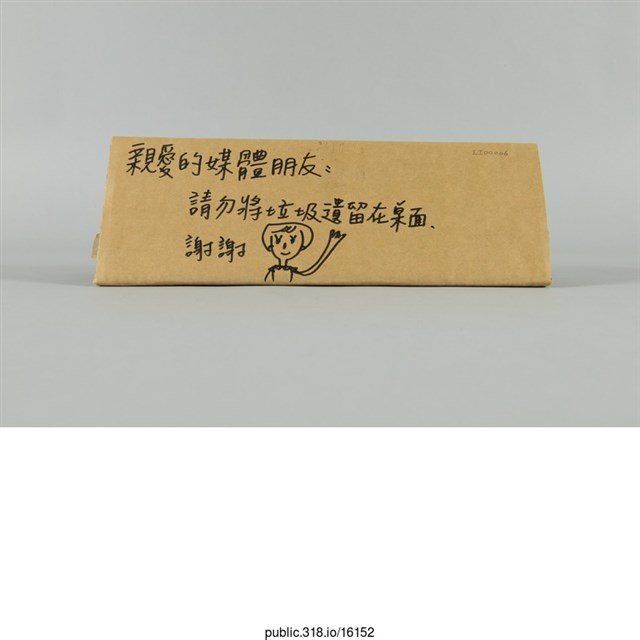 親愛的媒體朋友：
請勿將垃圾遺留在桌面、
謝謝
public.318.io/16152